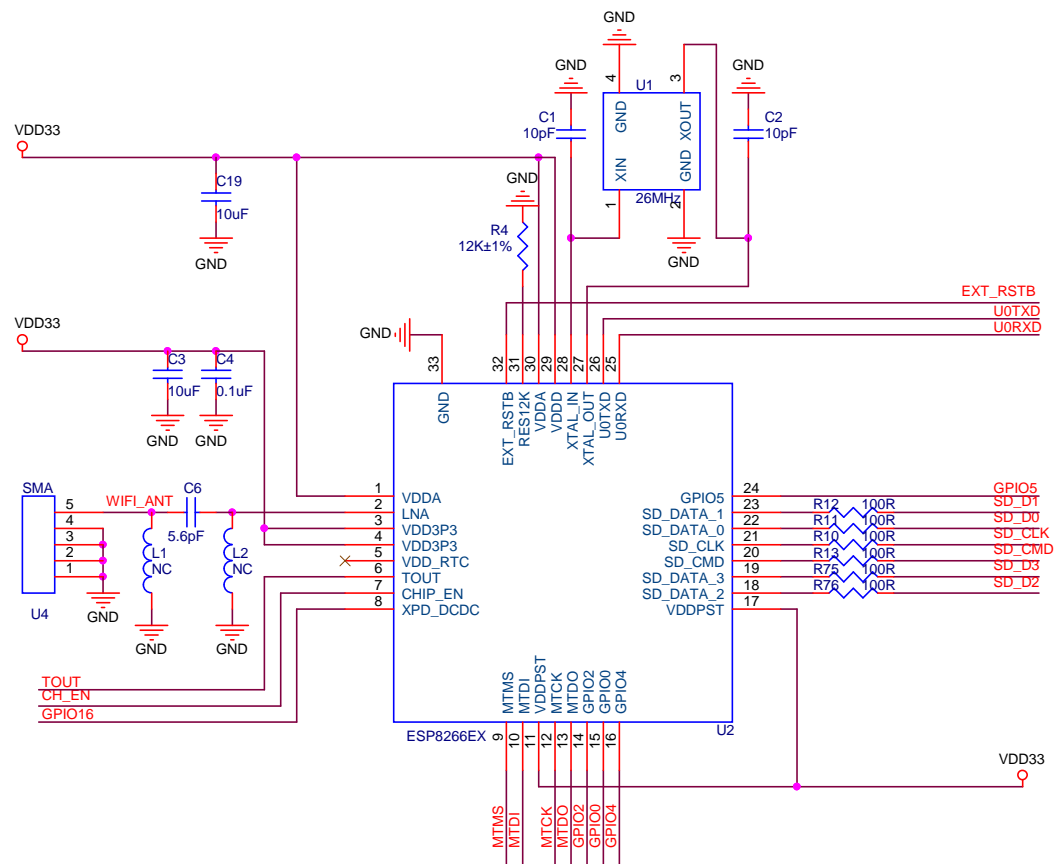 GND
GND
GND
4
3
U1
C1
10pF
GND
XOUT
C2
10pF
VDD33
XIN
GND
GND
C19
10uF
1
26MHz
2
R4
12K±1%
GND
GND
EXT_RSTB
U0TXD
U0RXD
VDD33
GND
33
32
31
30
29
28
27
26
25
C3
10uF
C4
0.1uF
GND
EXT_RSTB
RES12K
VDDA
VDDD
XTAL_IN
XTAL_OUT
U0TXD
U0RXD
GND
GND
SMA
5
4
3
2
1
WIFI_ANT
C6
5.6pF
L1
NC
L2
NC
U4
GND
GND
GND
1
VDDA
2
LNA
3
VDD3P3
4
VDD3P3
5
VDD_RTC
6
TOUT
7
CHIP_EN
8
XPD_DCDC
GPIO5
24
GPIO5
SD_DATA_1
23
R12
100R
SD_D1
SD_DATA_0
22
R11
100R
SD_D0
SD_CLK
21
R10
100R
SD_CLK
SD_CMD
20
R13
100R
SD_CMD
SD_DATA_3
19
R75
100R
SD_D3
SD_DATA_2
18
R76
100R
SD_D2
VDDPST
17
TOUT
CH_EN
GPIO16
MTMS
MTDI
VDDPST
MTCK
MTDO
GPIO2
GPIO0
GPIO4
ESP8266EX
U2
9
10
11
12
13
14
15
16
VDD33
MTMS
MTDI
MTCK
MTDO
GPIO2
GPIO0
GPIO4